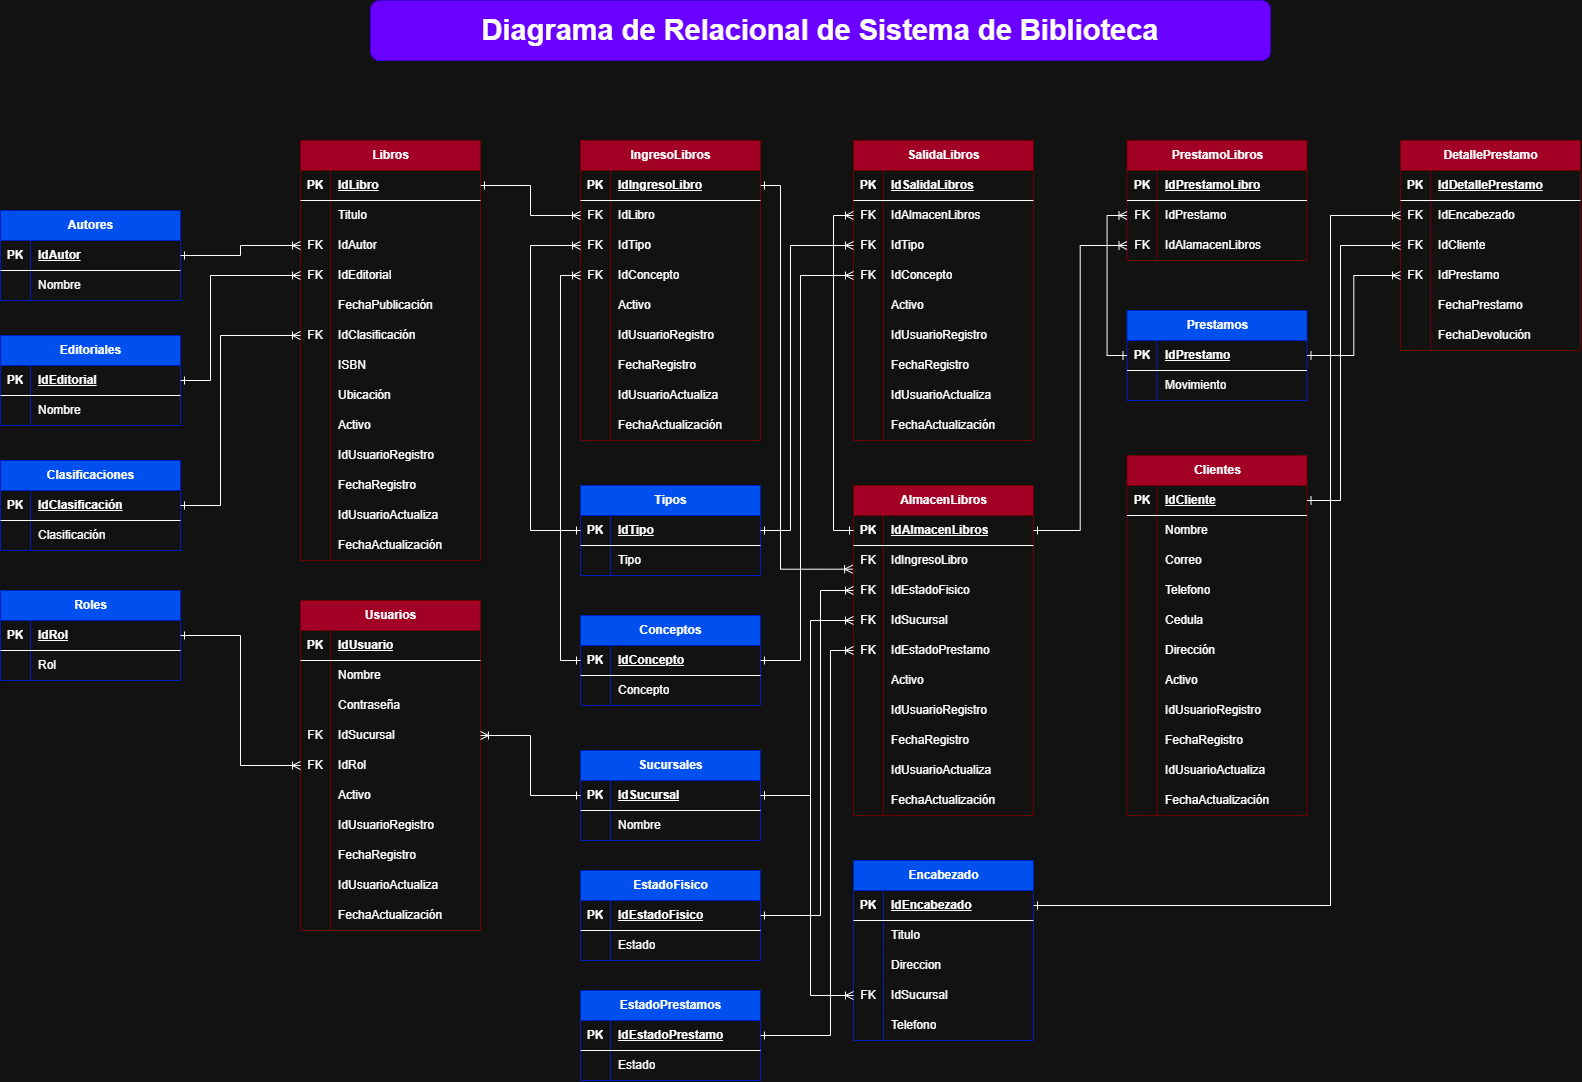 Diagrama de Relacional de Sistema de Biblioteca
Autores
PK IdAutor
Nombre
Editoriales
PK IdEditorial
Nombre
Clasificaciones
PK IdClasificación
Clasificación
Roles
PK IdRol
Rol
Libros
PK IdLibro
Titulo
FK IdAutor
FK IdEditorial
FechaPublicación
FK IdClasificación
ISBN
Ubicación
Activo
IdUsuarioRegistro
FechaRegistro
IdUsuarioActualiza
FechaActualización
Usuarios
PK IdUsuario
Nombre
Contraseña
FK IdSucursal
FK IdRol
Activo
IdUsuarioRegistro
FechaRegistro
IdUsuarioActualiza
FechaActualización
IngresoLibros
PK IdIngresoLibro
FK IdLibro
FK IdTipo
FK IdConcepto
Activo
IdUsuarioRegistro
FechaRegistro
IdUsuarioActualiza
FechaActualización
Tipos
PK IdTipo
Tipo
Conceptos
PK IdConcepto
Concepto
Sucursales
PK IdSucursal
Nombre
EstadoFisico
PK IdEstadoFisico
Estado
EstadoPrestamos
PK IdEstadoPrestamo
Estado
SalidaLibros
PK IdSalidaLibros
FK IdAlmacenLibros
FK IdTipo
FK IdConcepto
Activo
IdUsuarioRegistro
FechaRegistro
IdUsuarioActualiza
FechaActualización
AlmacenLibros
PK IdAlmacenLibros
FK IdIngresoLibro
FK IdEstadoFisico
FK IdSucursal
FK IdEstadoPrestamo
Activo
IdUsuarioRegistro
FechaRegistro
IdUsuarioActualiza
FechaActualización
Encabezado
PK IdEncabezado
Titulo
Direccion
FK IdSucursal
Telefono
PrestamoLibros
PK IdPrestamoLibro
FK IdPrestamo
FK IdAlamacenLibros
Prestamos
PK IdPrestamo
Movimiento
Clientes
PK IdCliente
Nombre
Correo
Telefono
Cedula
Dirección
Activo
IdUsuarioRegistro
FechaRegistro
IdUsuarioActualiza
FechaActualización
DetallePrestamo
PK IdDetallePrestamo
FK IdEncabezado
FK IdCliente
FK IdPrestamo
FechaPrestamo
FechaDevolución